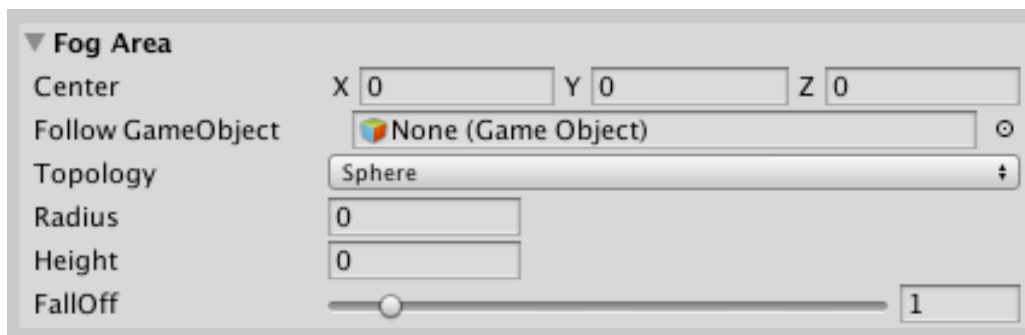 Fog Area
Center X 0 Y 0 Z 0
Follow GameObject None (Game Object)
Topology Sphere
Radius 0
Height 0
FallOff 1